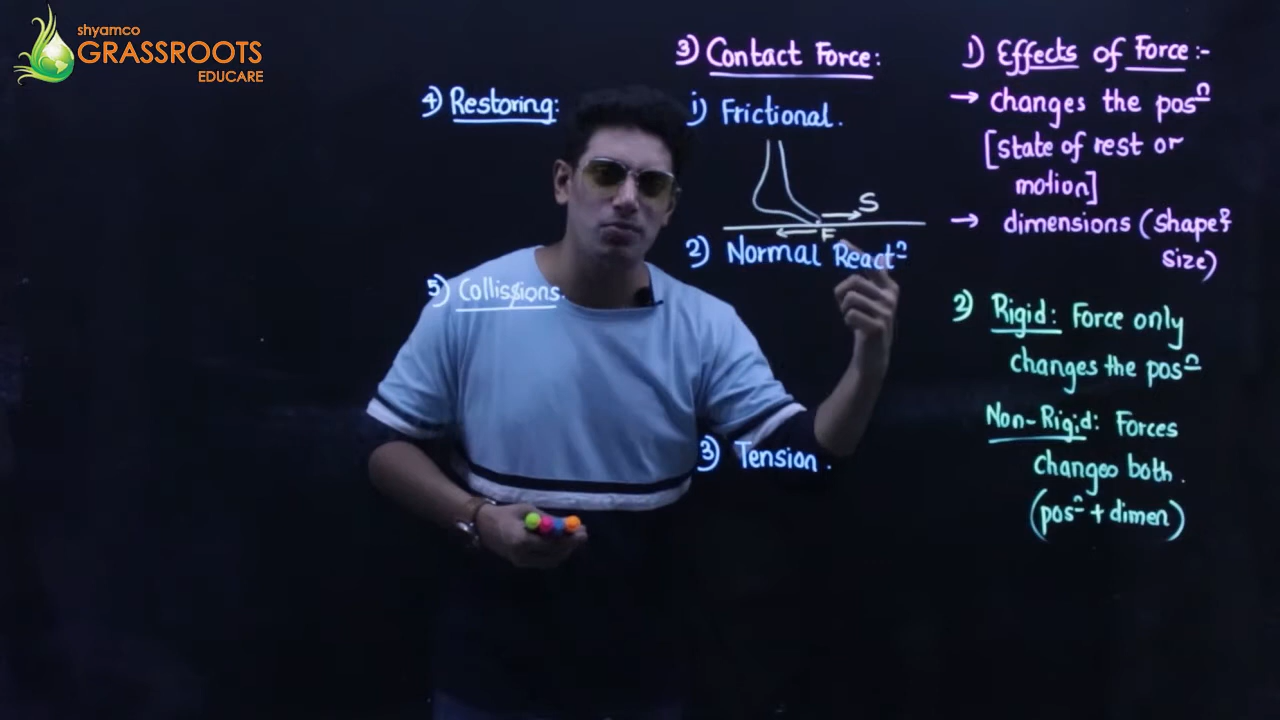 shyamco
GRASSROOTS
EDUCARE
1) Effects of Force :-
→ changes the posⁿ
[state of rest or
motion]
→ dimensions (shape &
size)
2) Rigid: Force only
changes the posⁿ
Non-Rigid: Forces
changes both.
(posⁿ + dimen)
3) Contact Force:
i) Frictional.
S
F
2) Normal Reactⁿ
3) Tension.
4) Restoring:
5) Collissions.